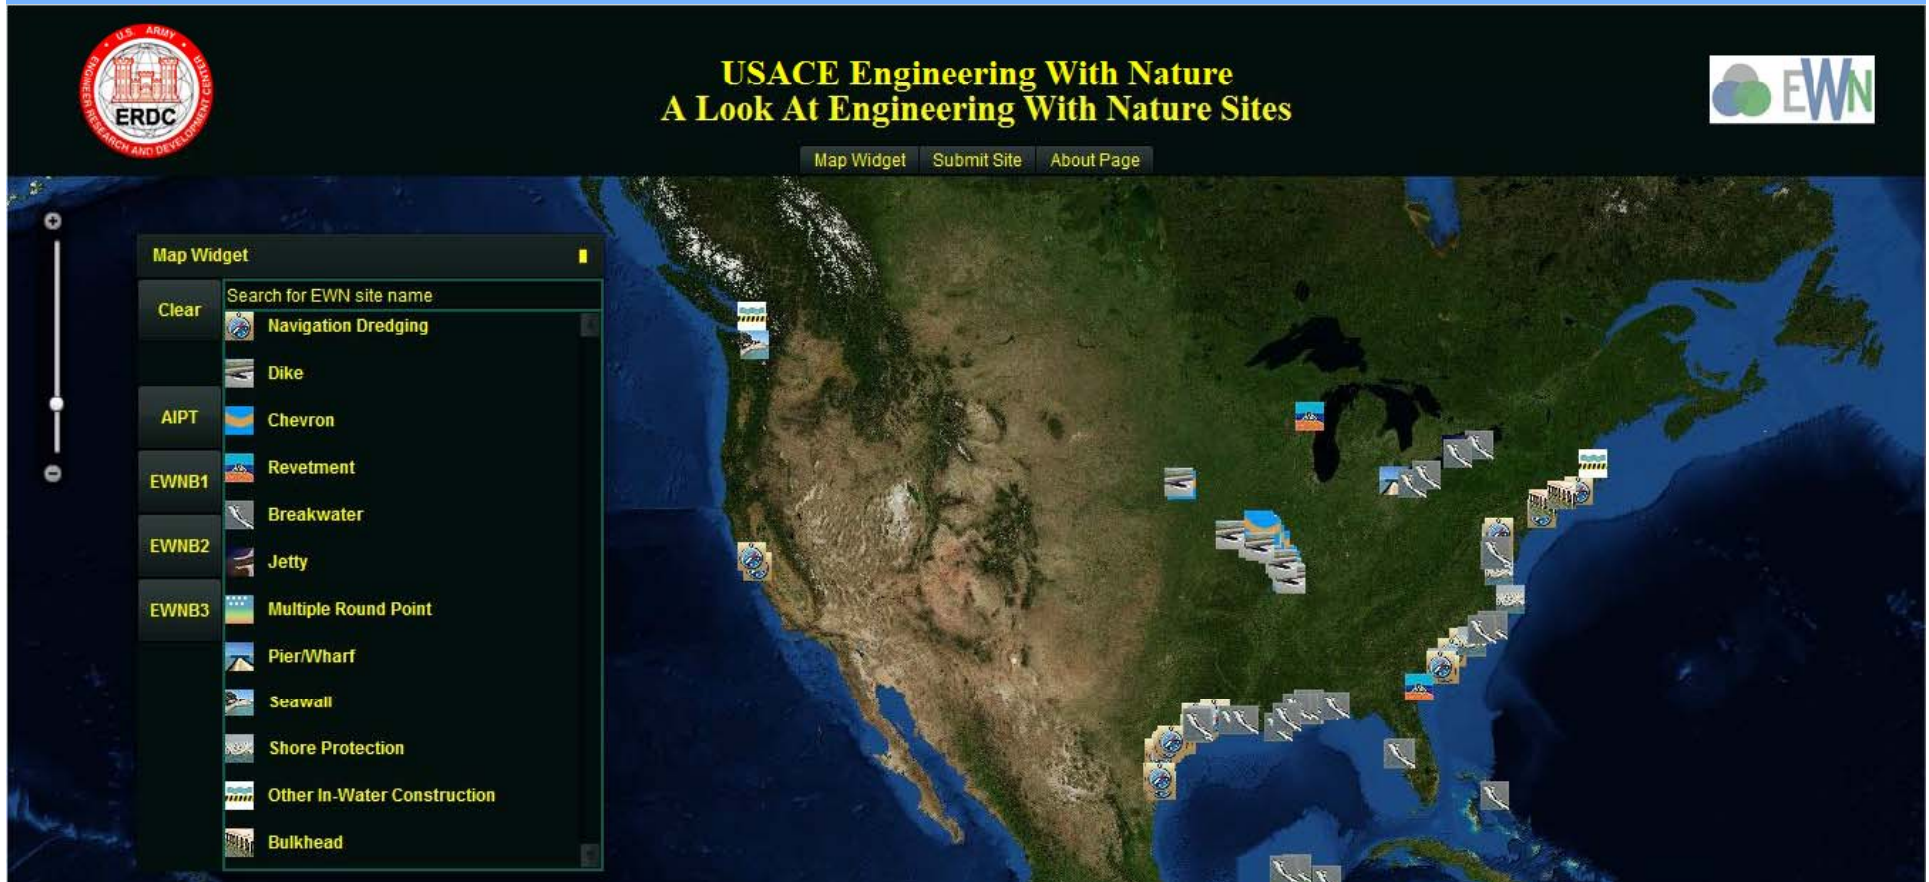 U.S. ARMY
ENGINEER RESEARCH AND DEVELOPMENT CENTER
ERDC
USACE Engineering With Nature
A Look At Engineering With Nature Sites
EWN
Map Widget Submit Site About Page
Map Widget
Clear
Search for EWN site name
Navigation Dredging
Dike
AIPT
Chevron
Revetment
EWNB1
Breakwater
EWNB2
Jetty
EWNB3
Multiple Round Point
Pier/Wharf
Seawall
Shore Protection
Other In-Water Construction
Bulkhead